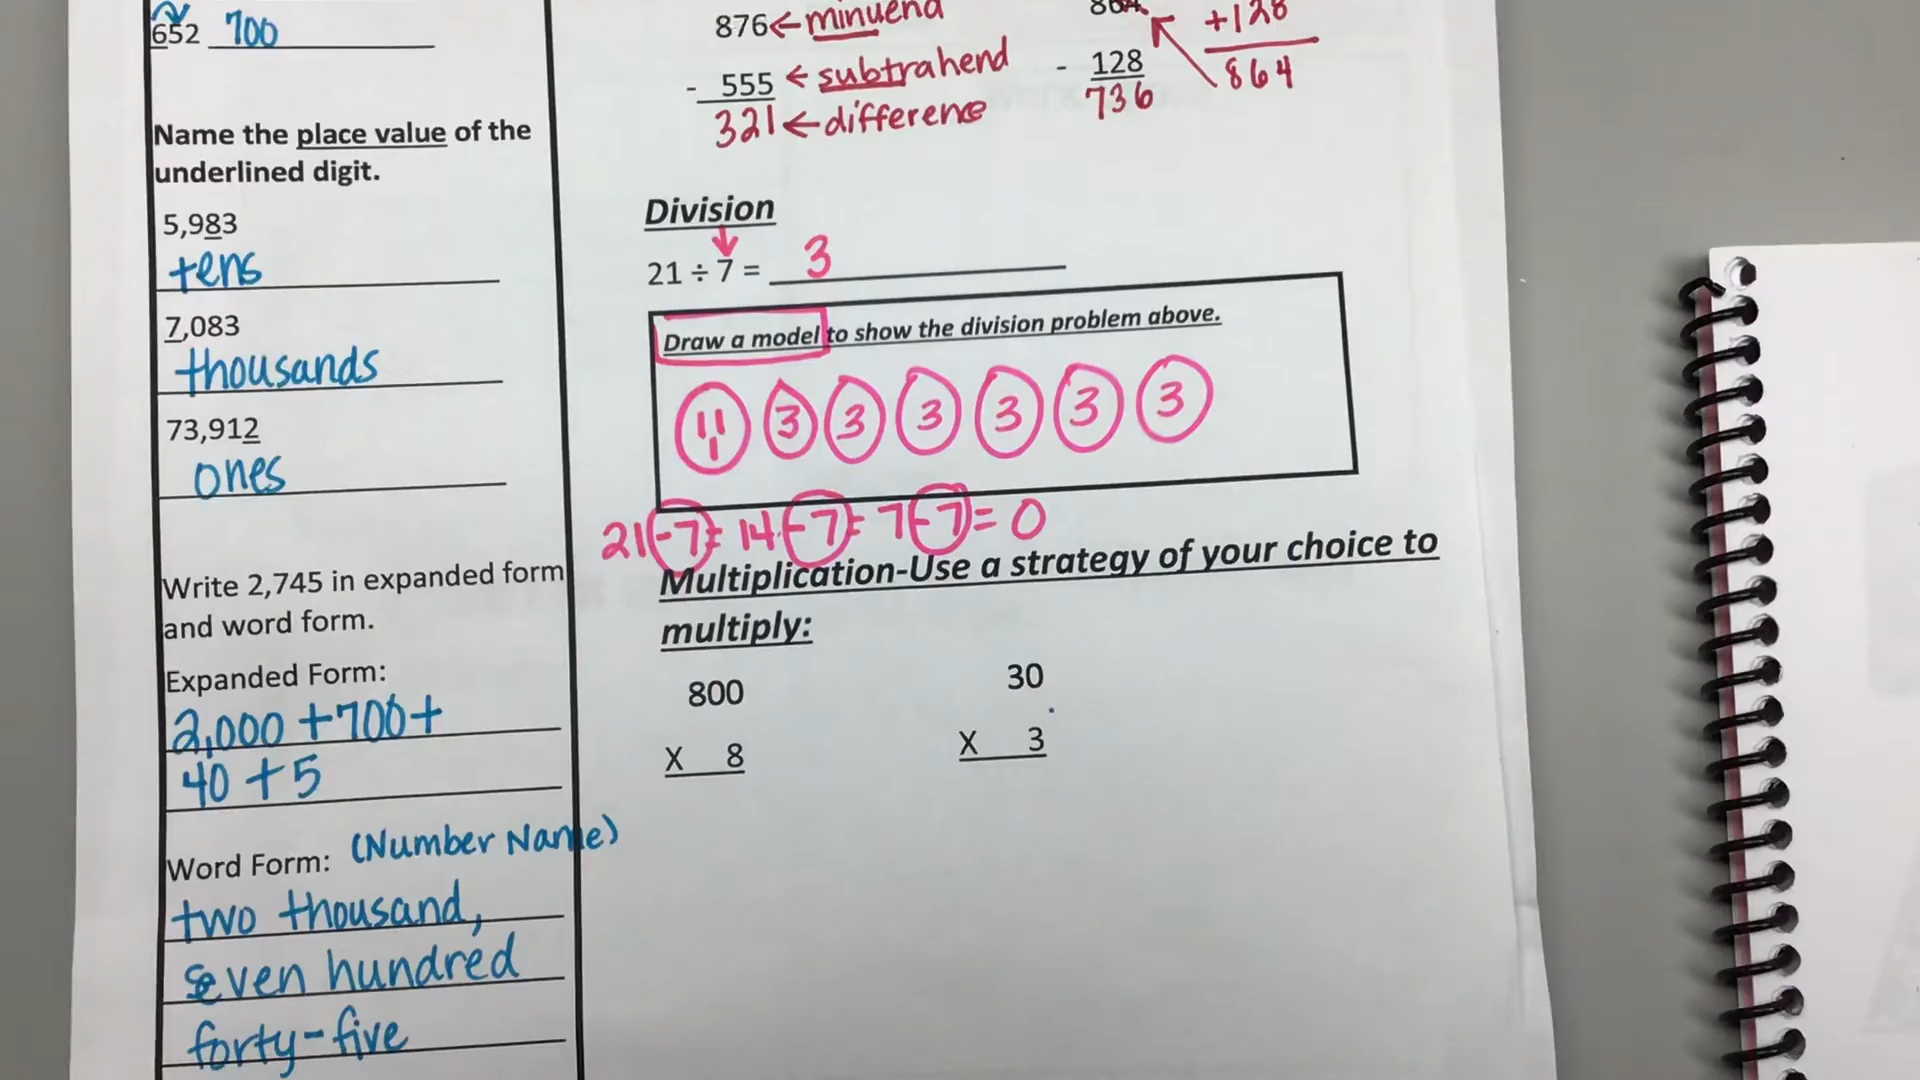 652 700
Name the place value of the
underlined digit.
5,983
tens
7,083
thousands
73,912
ones
Write 2,745 in expanded form
and word form.
Expanded Form:
2,000 + 700 +
40 + 5
Word Form: (Number Name)
two thousand,
seven hundred
forty-five
876 ← minuend
- 555 ← subtrahend
321 ← difference
864
- 128
736
+128
864
Division
21 ÷ 7 = 3
Draw a model to show the division problem above.
3 3 3 3 3 3
21 -7 = 14 -7 = 7 -7 = 0
Multiplication-Use a strategy of your choice to
multiply:
800
X 8
30
X 3